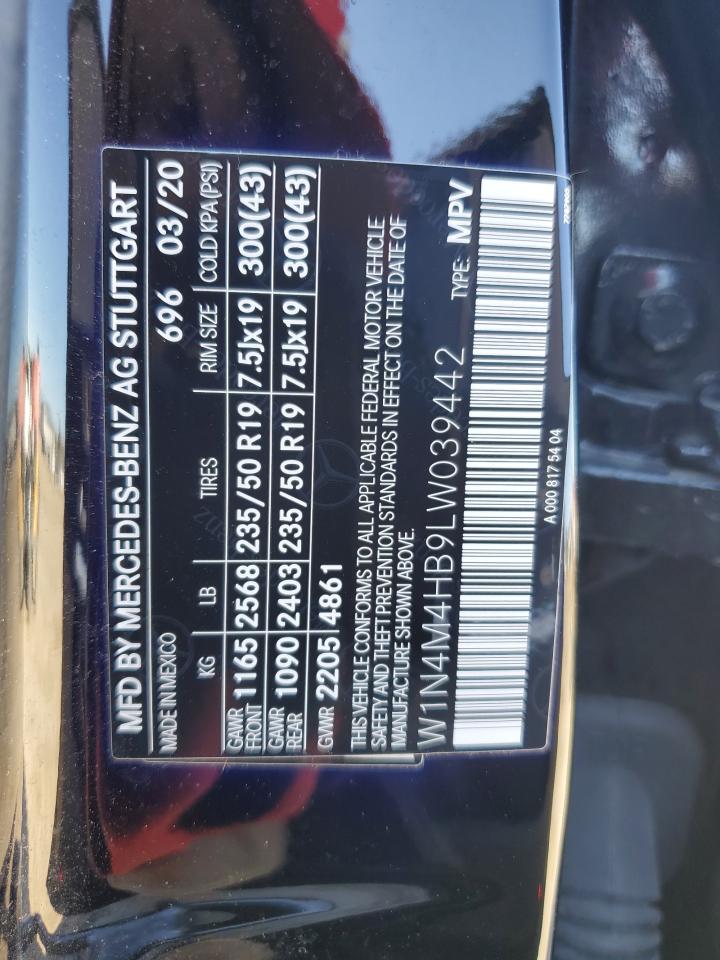 MFD BY MERCEDES-BENZ AG STUTTGART
MADE IN MEXICO 696 03/20
KG LB TIRES RIM SIZE COLD KPA(PSI)
GAWR FRONT 1165 2568 235/50 R19 7.5Jx19 300(43)
GAWR REAR 1090 2403 235/50 R19 7.5Jx19 300(43)
GVWR 2205 4861
THIS VEHICLE CONFORMS TO ALL APPLICABLE FEDERAL MOTOR VEHICLE
SAFETY AND THEFT PREVENTION STANDARDS IN EFFECT ON THE DATE OF
MANUFACTURE SHOWN ABOVE.
W1N4M4HB9LW039442 TYPE: MPV
A 000 817 54 04